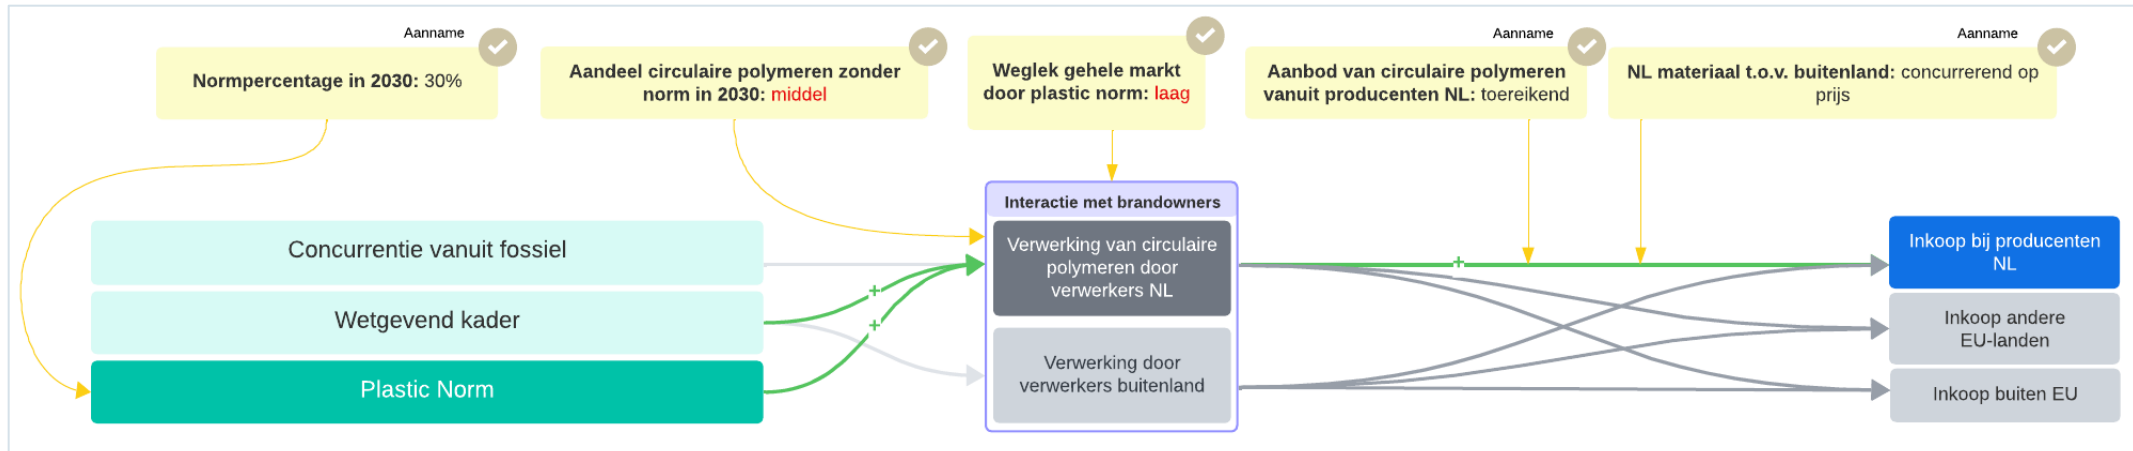 Aanname
Normpercentage in 2030: 30%
Aandeel circulaire polymeren zonder
norm in 2030: middel
Weglek gehele markt
door plastic norm: laag
Aanname
Aanbod van circulaire polymeren
vanuit producenten NL: toereikend
Aanname
NL materiaal t.o.v. buitenland: concurrerend op
prijs
Concurrentie vanuit fossiel
Wetgevend kader
Plastic Norm
+
+
Interactie met brandowners
Verwerking van circulaire
polymeren door
verwerkers NL
Verwerking door
verwerkers buitenland
+
Inkoop bij producenten
NL
Inkoop andere
EU-landen
Inkoop buiten EU